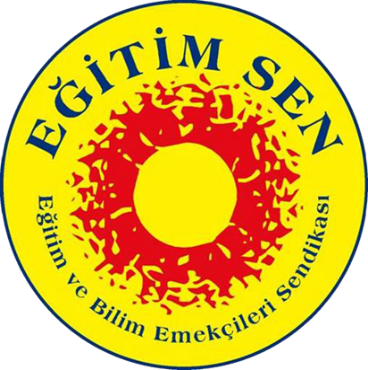 EĞİTİM SEN
Eğitim ve Bilim Emekçileri Sendikası